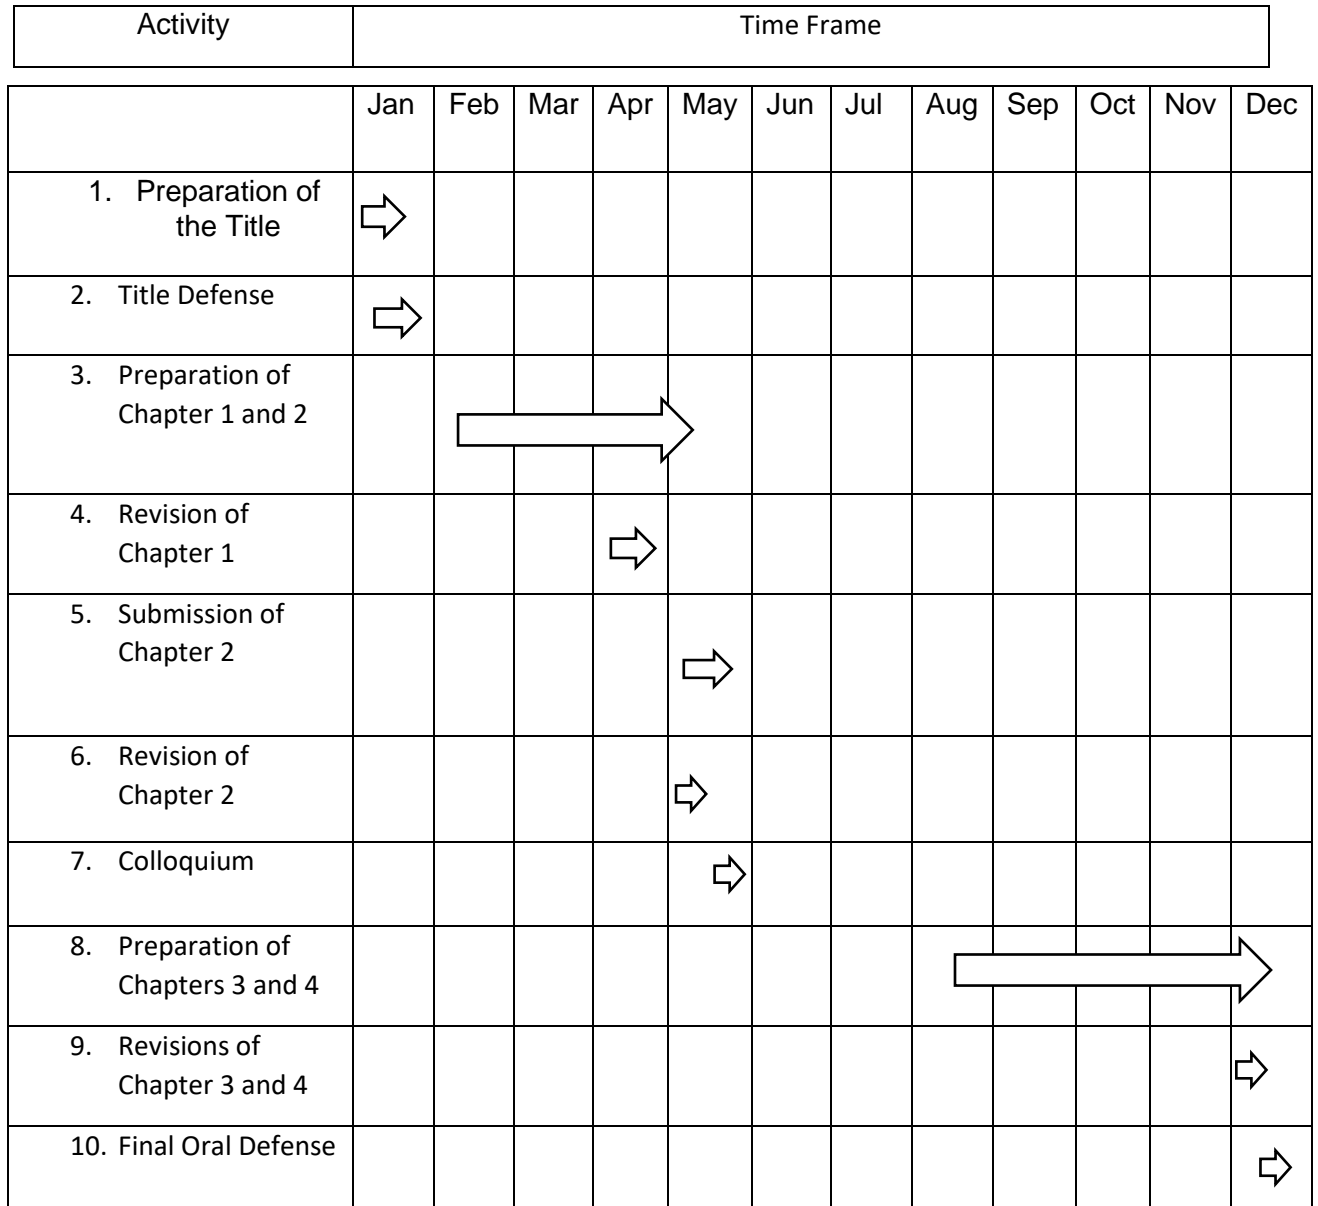 Activity Time Frame
Jan Feb Mar Apr May Jun Jul Aug Sep Oct Nov Dec
1. Preparation of
the Title
2. Title Defense
3. Preparation of
Chapter 1 and 2
4. Revision of
Chapter 1
5. Submission of
Chapter 2
6. Revision of
Chapter 2
7. Colloquium
8. Preparation of
Chapters 3 and 4
9. Revisions of
Chapter 3 and 4
10. Final Oral Defense